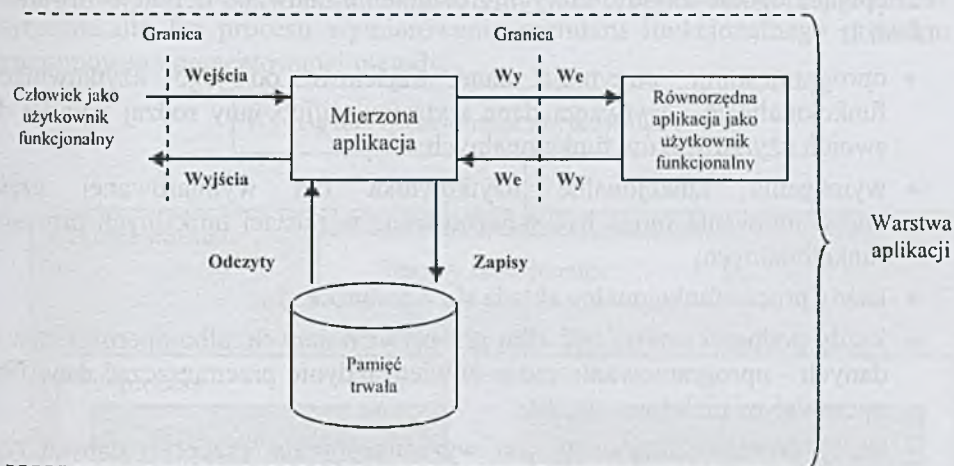 Granica
Granica
Wejścia
Wy
We
Człowiek jako
użytkownik
funkcjonalny
Mierzona
aplikacja
Równorzędna
aplikacja jako
użytkownik
funkcjonalny
Wyjścia
We
Wy
Warstwa
aplikacji
Odczyty
Zapisy
Pamięć
trwała